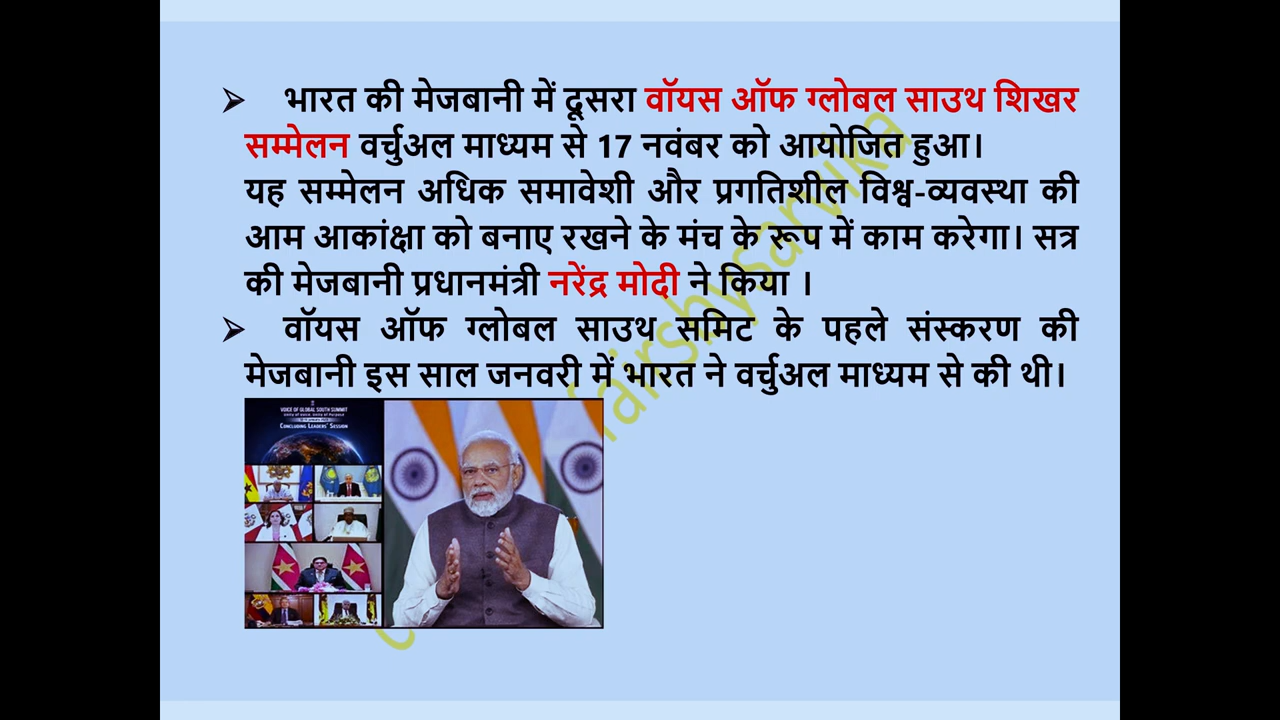 ➢ भारत की मेजबानी में दूसरा वॉयस ऑफ ग्लोबल साउथ शिखर
सम्मेलन वर्चुअल माध्यम से 17 नवंबर को आयोजित हुआ।
यह सम्मेलन अधिक समावेशी और प्रगतिशील विश्व-व्यवस्था की
आम आकांक्षा को बनाए रखने के मंच के रूप में काम करेगा। सत्र
की मेजबानी प्रधानमंत्री नरेंद्र मोदी ने किया ।
➢ वॉयस ऑफ ग्लोबल साउथ समिट के पहले संस्करण की
मेजबानी इस साल जनवरी में भारत ने वर्चुअल माध्यम से की थी।
VOICE OF GLOBAL SOUTH SUMMIT
CONCLUDING LEADERS' SESSION